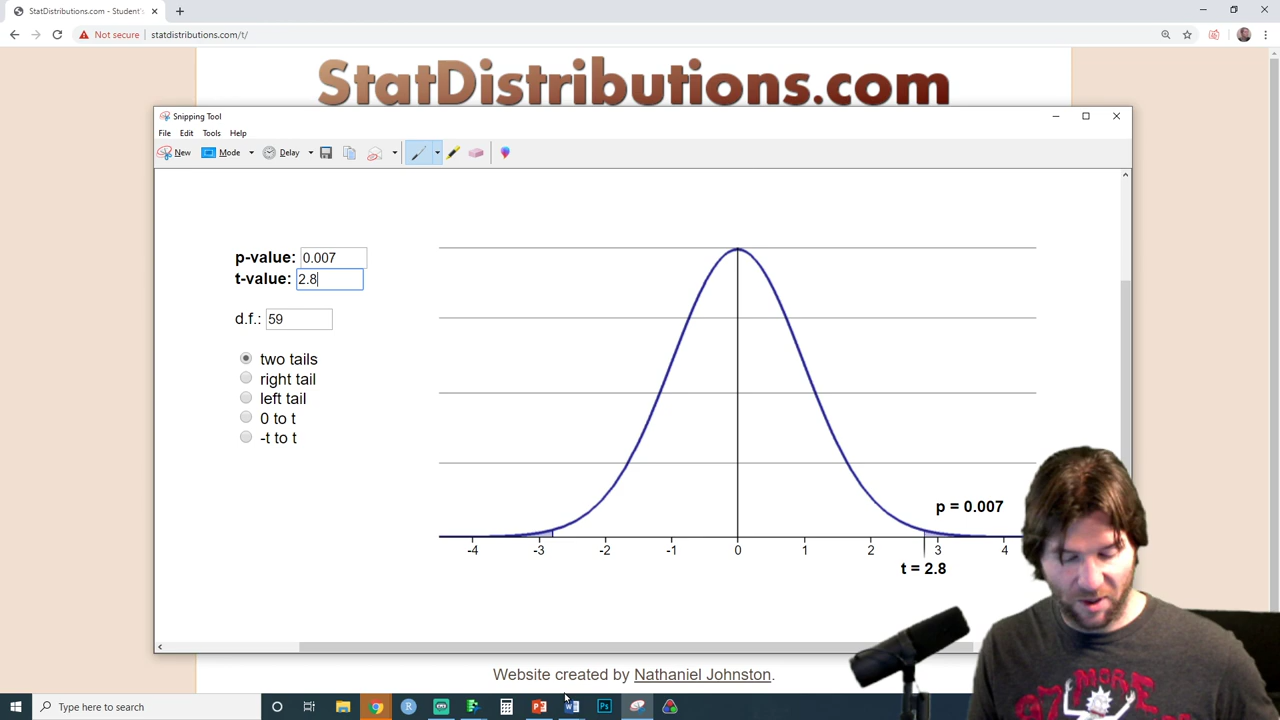 StatDistributions.com - Student's
Not secure
statdistributions.com/t/
StatDistributions.com
Snipping Tool
File Edit Tools Help
New Mode Delay
p-value: 0.007
t-value: 2.8
d.f.: 59
two tails
right tail
left tail
0 to t
-t to t
p = 0.007
-4 -3 -2 -1 0 1 2 3 4
t = 2.8
Website created by Nathaniel Johnston.
Type here to search
R
Ps
MORE